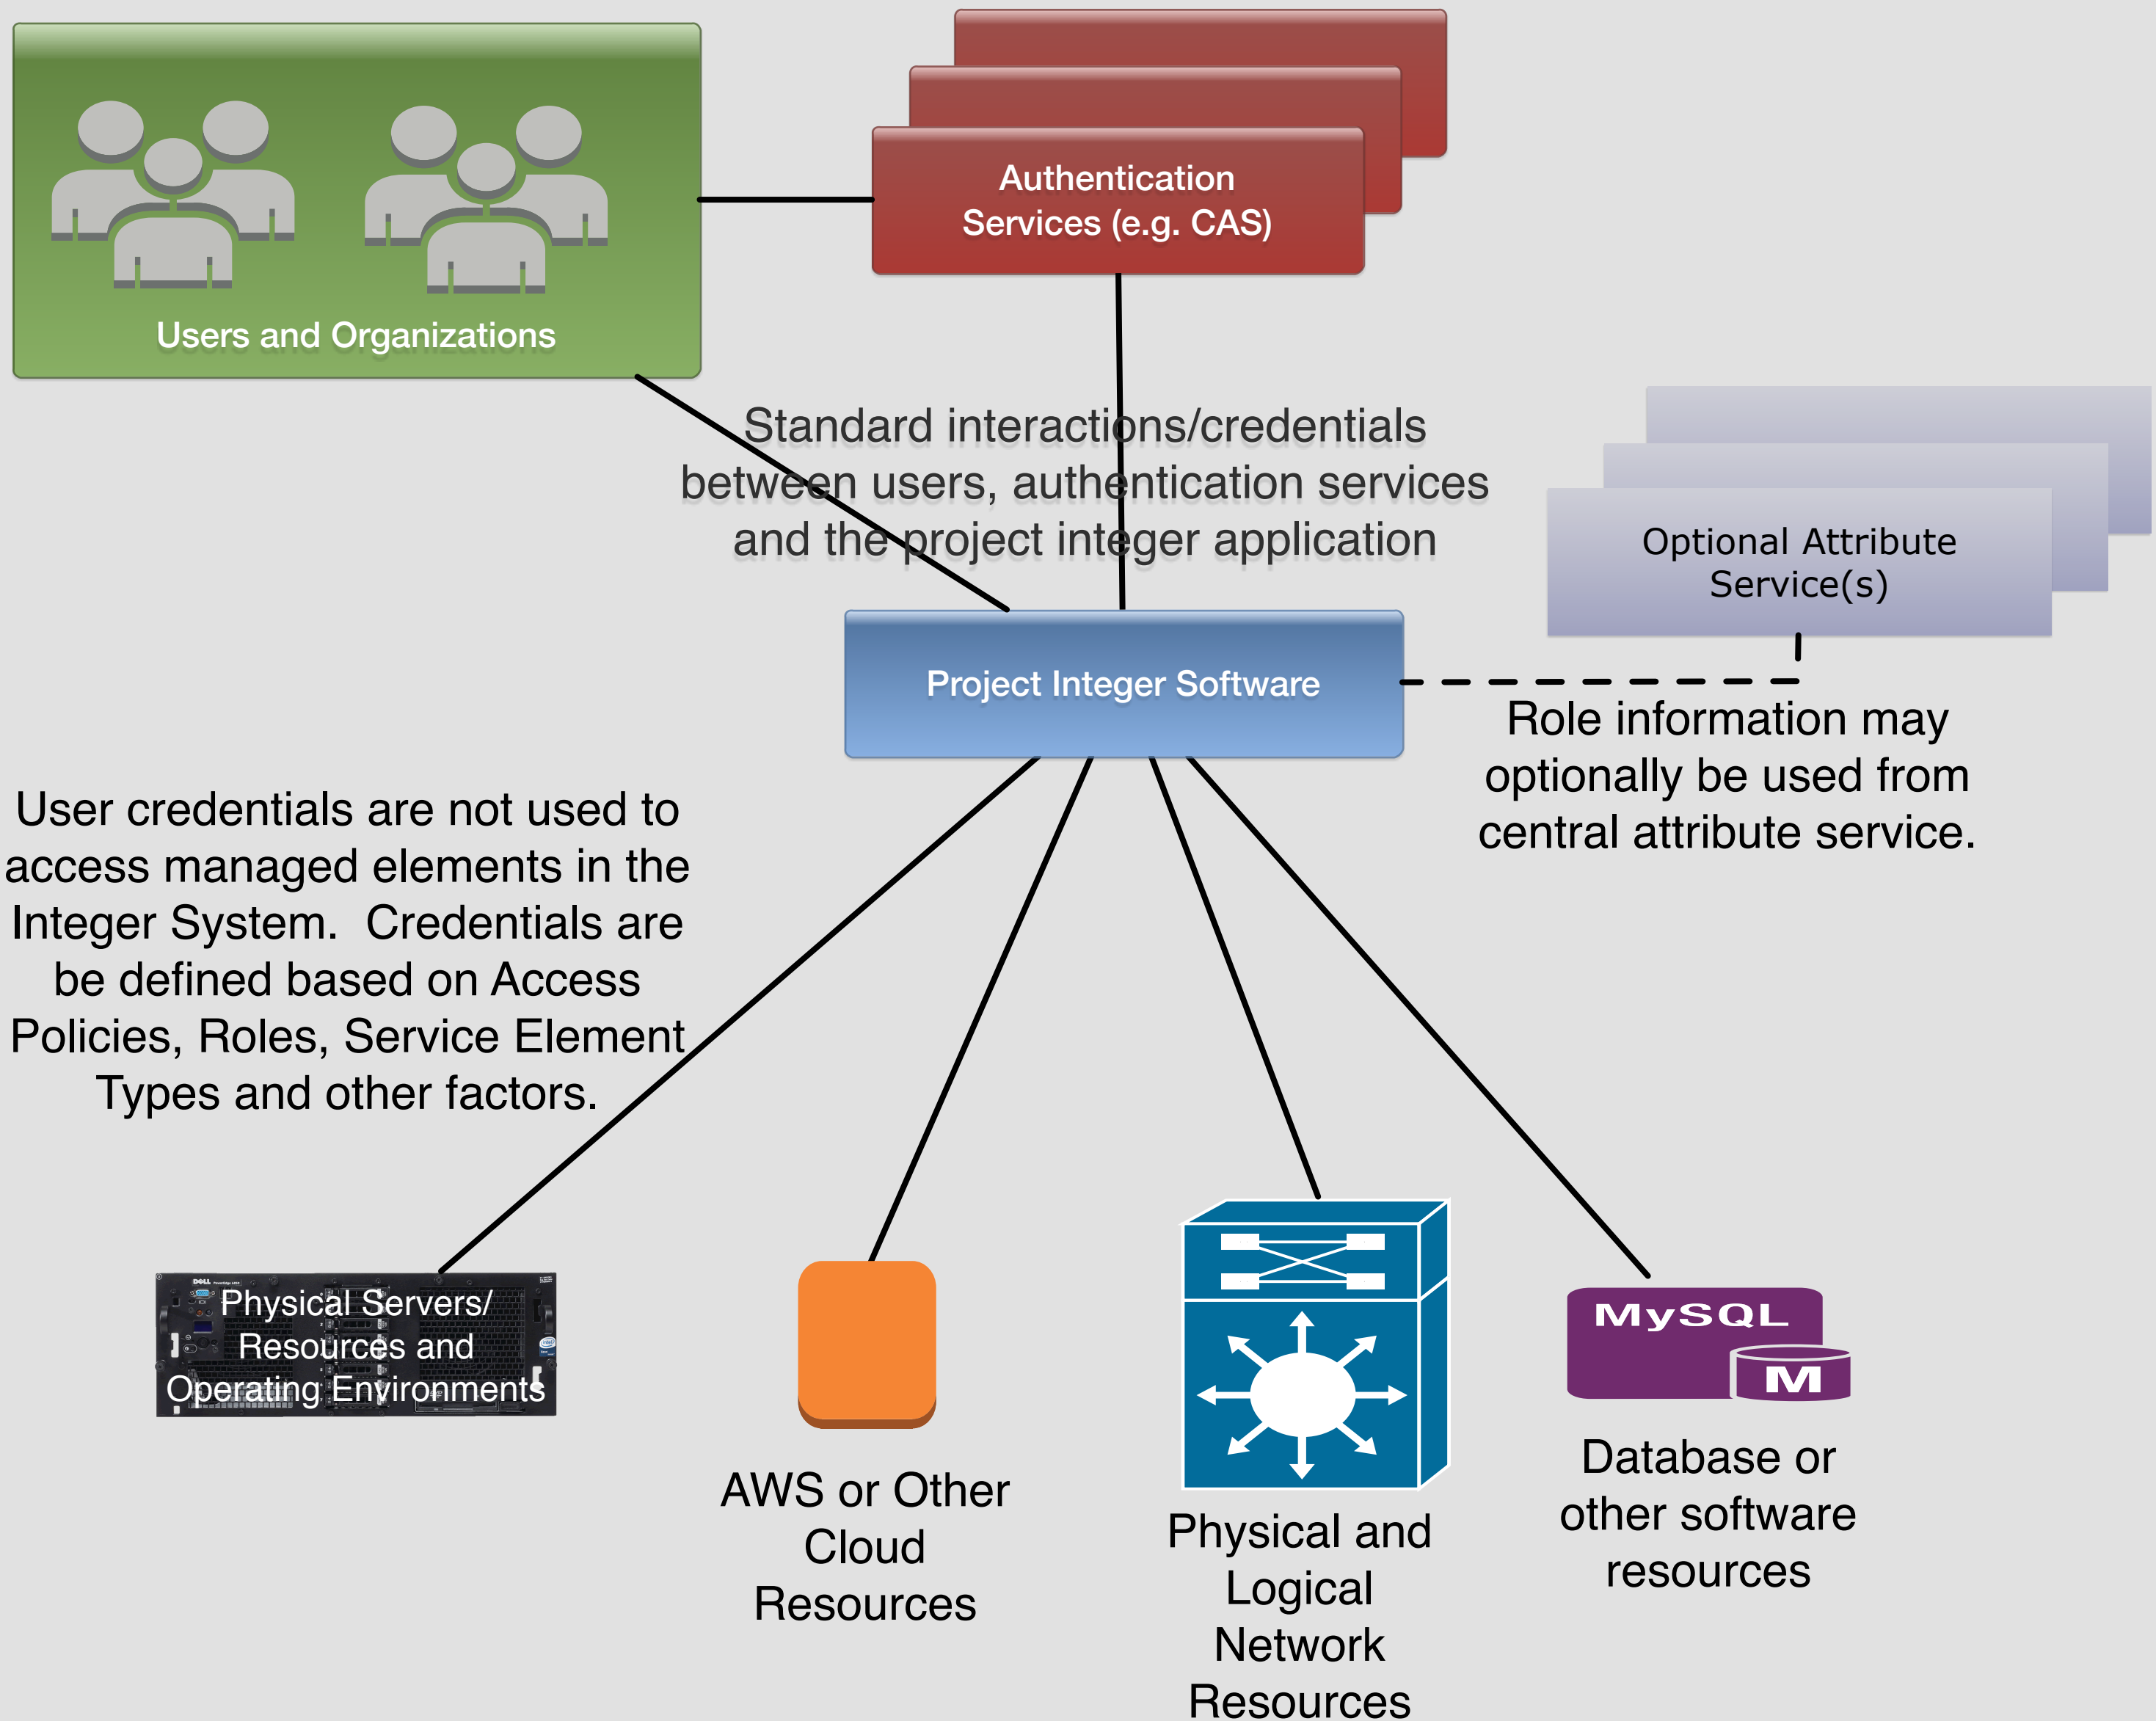 Authentication
Services (e.g. CAS)
Users and Organizations
Standard interactions/credentials
between users, authentication services
and the project integer application
Optional Attribute
Service(s)
Project Integer Software
Role information may
optionally be used from
central attribute service.
User credentials are not used to
access managed elements in the
Integer System.  Credentials are
be defined based on Access
Policies, Roles, Service Element
Types and other factors.
DELL
Physical Servers/
Resources and
Operating Environments
AWS or Other
Cloud
Resources
Physical and
Logical
Network
Resources
MySQL
M
Database or
other software
resources